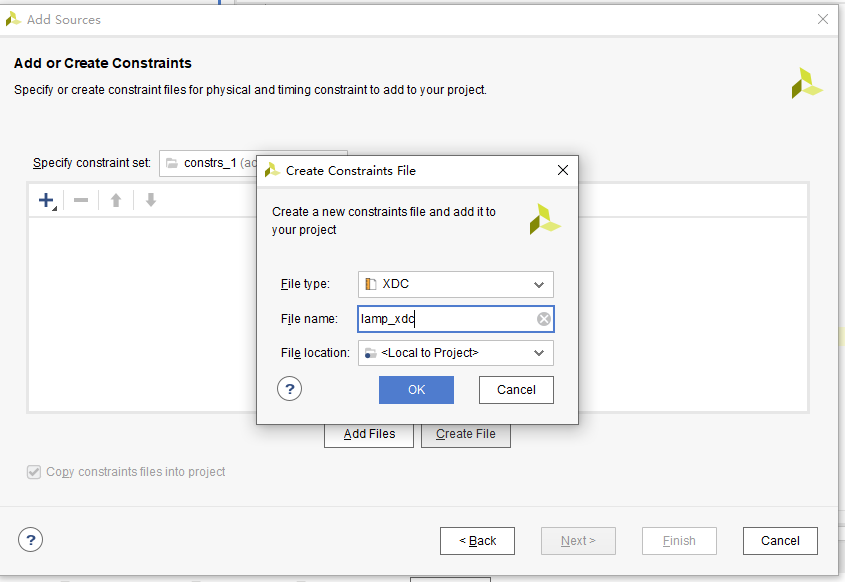 Add Sources
Add or Create Constraints
Specify or create constraint files for physical and timing constraint to add to your project.
Specify constraint set: constrs_1 (ac
Create Constraints File
Create a new constraints file and add it to
your project
File type: XDC
File name: lamp_xdc
File location: <Local to Project>
? OK Cancel
Add Files Create File
Copy constraints files into project
? < Back Next > Finish Cancel